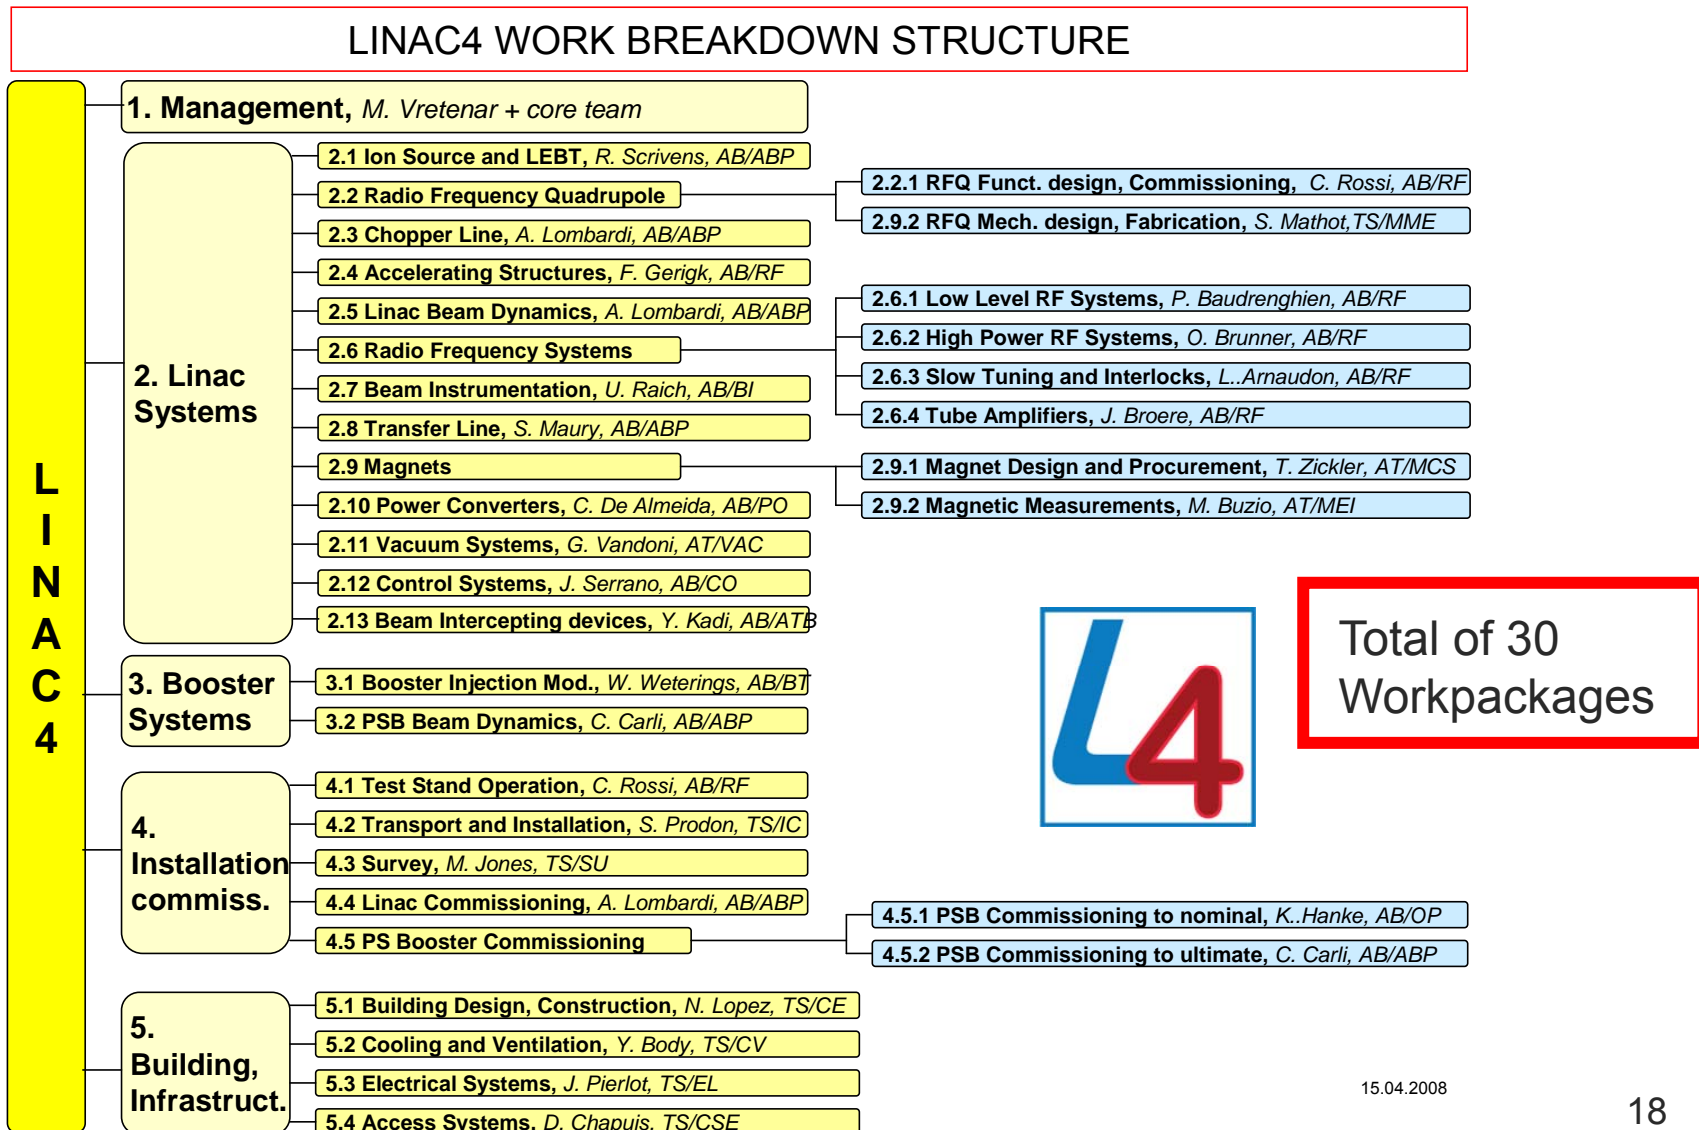 LINAC4 WORK BREAKDOWN STRUCTURE
LINAC4
1. Management, M. Vretenar + core team
2. Linac
Systems
2.1 Ion Source and LEBT, R. Scrivens, AB/ABP
2.2 Radio Frequency Quadrupole
2.2.1 RFQ Funct. design, Commissioning, C. Rossi, AB/RF
2.9.2 RFQ Mech. design, Fabrication, S. Mathot,TS/MME
2.3 Chopper Line, A. Lombardi, AB/ABP
2.4 Accelerating Structures, F. Gerigk, AB/RF
2.5 Linac Beam Dynamics, A. Lombardi, AB/ABP
2.6 Radio Frequency Systems
2.6.1 Low Level RF Systems, P. Baudrenghien, AB/RF
2.6.2 High Power RF Systems, O. Brunner, AB/RF
2.6.3 Slow Tuning and Interlocks, L..Arnaudon, AB/RF
2.6.4 Tube Amplifiers, J. Broere, AB/RF
2.7 Beam Instrumentation, U. Raich, AB/BI
2.8 Transfer Line, S. Maury, AB/ABP
2.9 Magnets
2.9.1 Magnet Design and Procurement, T. Zickler, AT/MCS
2.9.2 Magnetic Measurements, M. Buzio, AT/MEI
2.10 Power Converters, C. De Almeida, AB/PO
2.11 Vacuum Systems, G. Vandoni, AT/VAC
2.12 Control Systems, J. Serrano, AB/CO
2.13 Beam Intercepting devices, Y. Kadi, AB/ATB
3. Booster
Systems
3.1 Booster Injection Mod., W. Weterings, AB/BT
3.2 PSB Beam Dynamics, C. Carli, AB/ABP
L4
Total of 30
Workpackages
4.
Installation
commiss.
4.1 Test Stand Operation, C. Rossi, AB/RF
4.2 Transport and Installation, S. Prodon, TS/IC
4.3 Survey, M. Jones, TS/SU
4.4 Linac Commissioning, A. Lombardi, AB/ABP
4.5 PS Booster Commissioning
4.5.1 PSB Commissioning to nominal, K..Hanke, AB/OP
4.5.2 PSB Commissioning to ultimate, C. Carli, AB/ABP
5.
Building,
Infrastruct.
5.1 Building Design, Construction, N. Lopez, TS/CE
5.2 Cooling and Ventilation, Y. Body, TS/CV
5.3 Electrical Systems, J. Pierlot, TS/EL
5.4 Access Systems, D. Chapuis, TS/CSE
15.04.2008
18